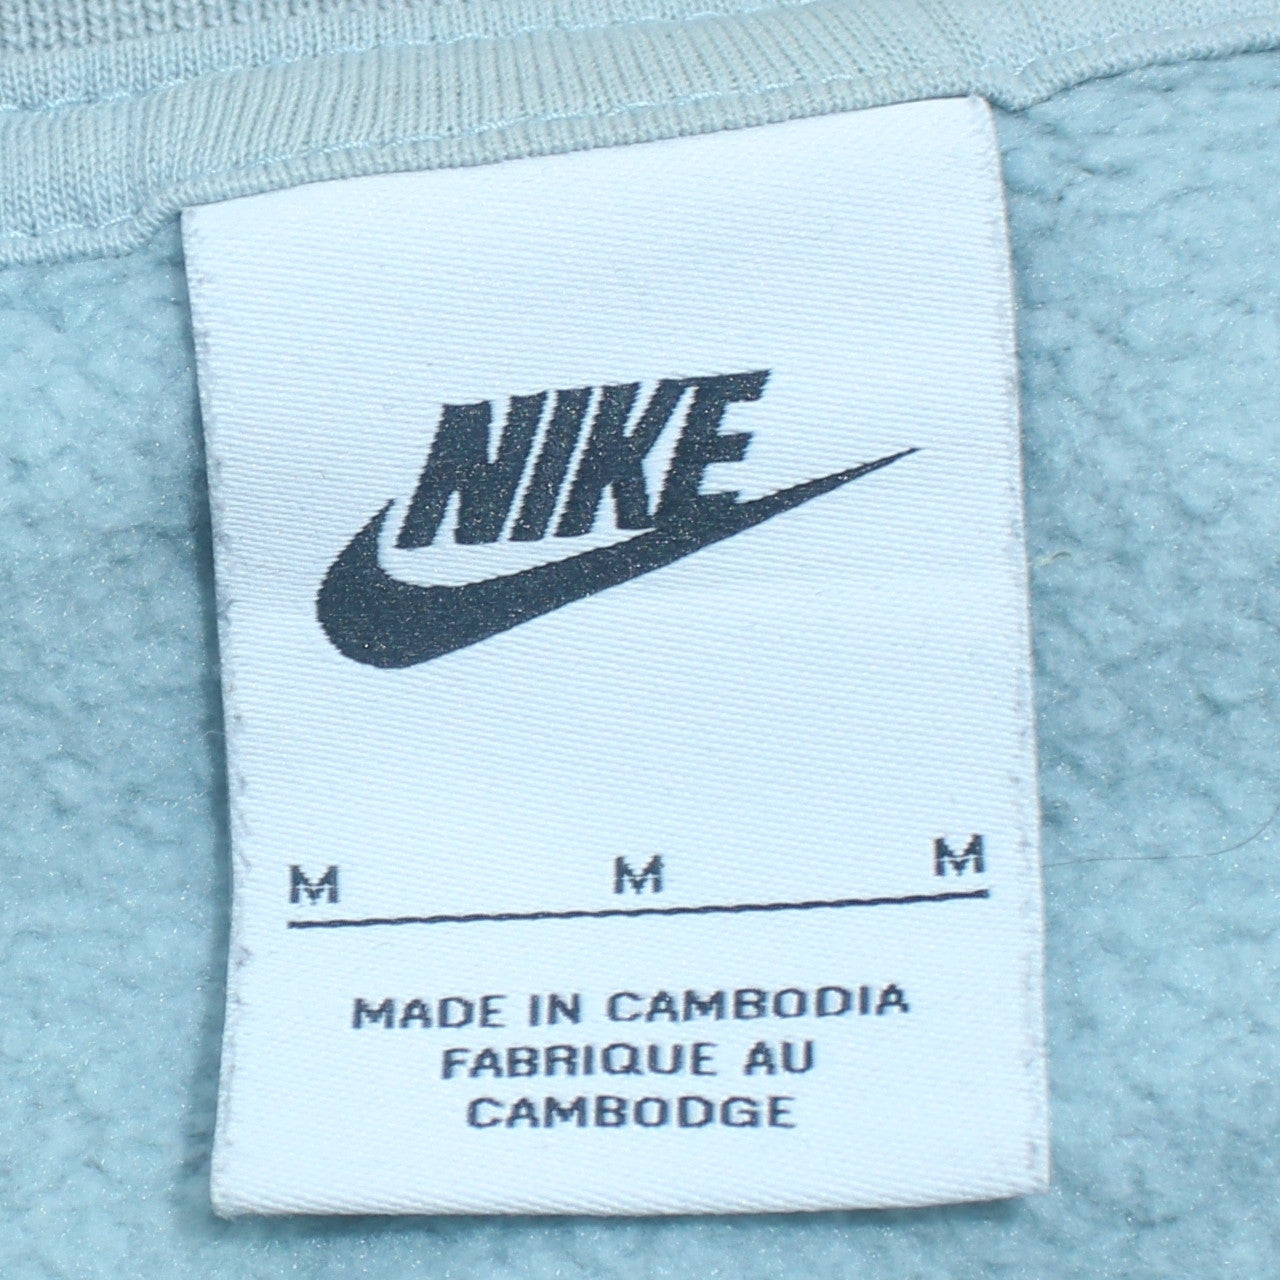 NIKE
M M M
MADE IN CAMBODIA
FABRIQUE AU
CAMBODGE